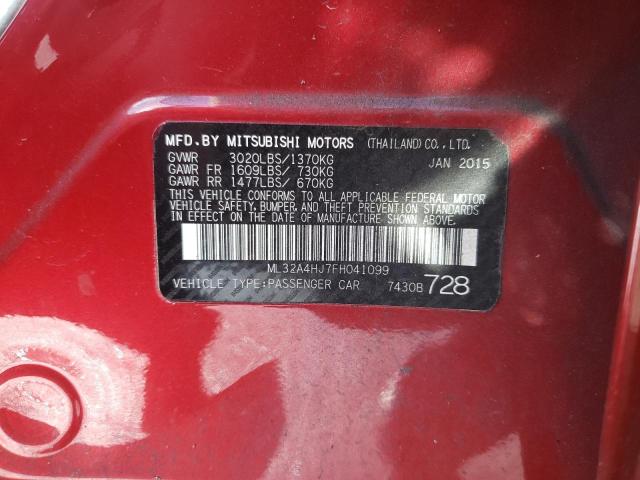 MFD.BY MITSUBISHI MOTORS (THAILAND)CO.,LTD.
GVWR 3020LBS/1370KG JAN 2015
GAWR FR 1609LBS/ 730KG
GAWR RR 1477LBS/ 670KG
THIS VEHICLE CONFORMS TO ALL APPLICABLE FEDERAL MOTOR
VEHICLE SAFETY, BUMPER, AND THEFT PREVENTION STANDARDS
IN EFFECT ON THE DATE OF MANUFACTURE SHOWN ABOVE.
ML32A4HJ7FH041099
VEHICLE TYPE:PASSENGER CAR 7430B 728